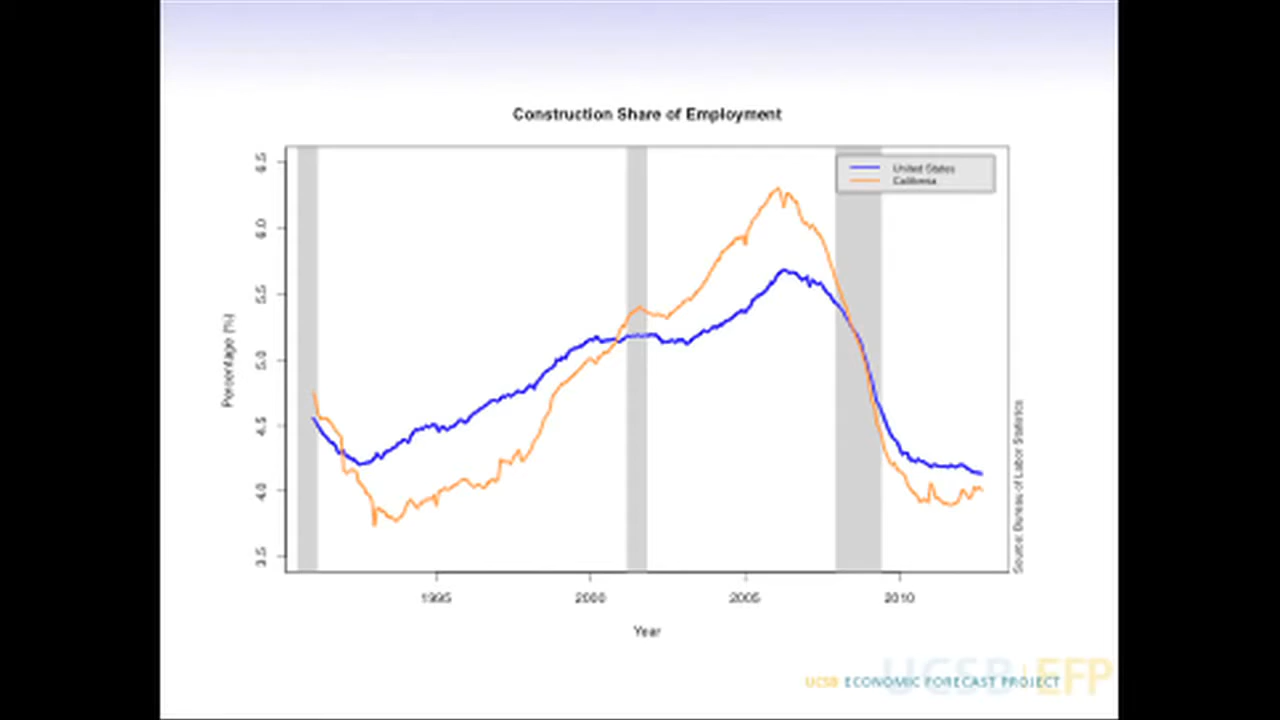 Construction Share of Employment
United States
California
6.5
6.0
5.5
5.0
4.5
4.0
3.5
Percentage (%)
1995
2000
2005
2010
Year
Source: Bureau of Labor Statistics
UCSB EFP
UCSB ECONOMIC FORECAST PROJECT